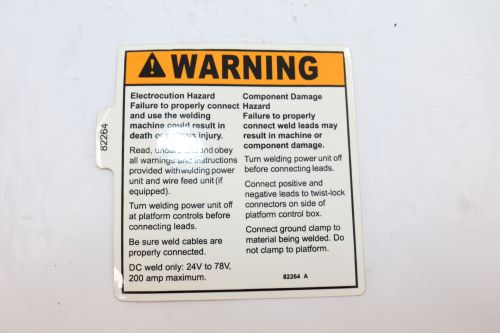 WARNING
Electrocution Hazard
Failure to properly connect
and use the welding
machine could result in
death or injury.
Read, and obey
all warnings and instructions
provided with welding power
unit and wire feed unit (if
equipped).
Turn welding power unit off
at platform controls before
connecting leads.
Be sure weld cables are
properly connected.
DC weld only: 24V to 78V,
200 amp maximum.
Component Damage
Hazard
Failure to properly
connect weld leads may
result in machine or
component damage.
Turn welding power unit off
before connecting leads.
Connect positive and
negative leads to twist-lock
connectors on side of
platform control box.
Connect ground clamp to
material being welded. Do
not clamp to platform.
82264 A
82264